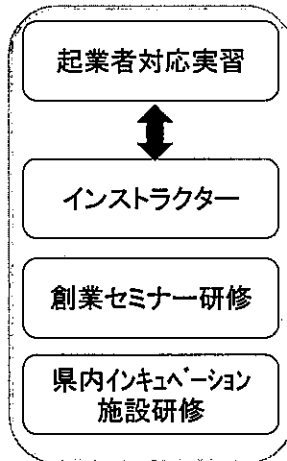 起業者対応実習
インストラクター
創業セミナー研修
県内インキュベーション
施設研修